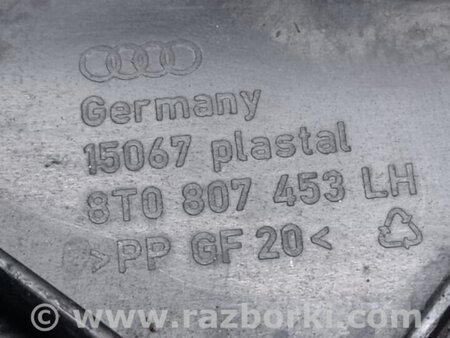 Germany
15067 plastal
8T0 807 453 LH
>PP GF 20<
© www.razborki.com